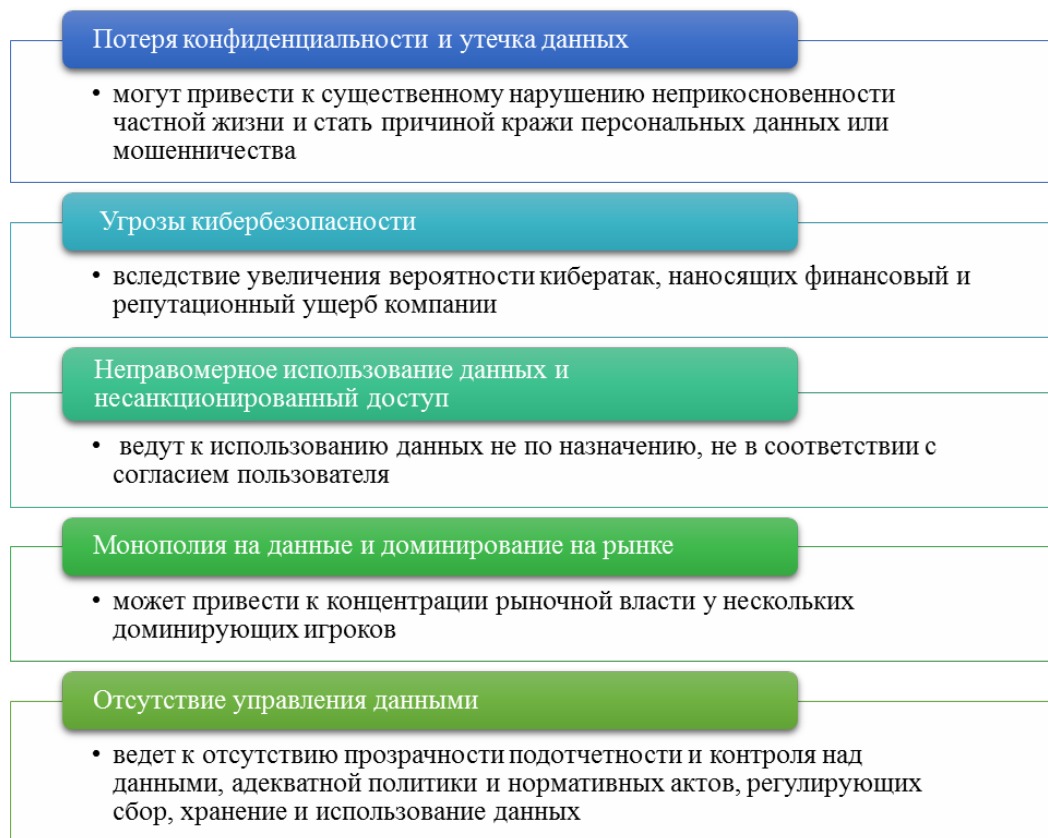 Потеря конфиденциальности и утечка данных
• могут привести к существенному нарушению неприкосновенности
частной жизни и стать причиной кражи персональных данных или
мошенничества
Угрозы кибербезопасности
• вследствие увеличения вероятности кибератак, наносящих финансовый и
репутационный ущерб компании
Неправомерное использование данных и
несанкционированный доступ
• ведут к использованию данных не по назначению, не в соответствии с
согласием пользователя
Монополия на данные и доминирование на рынке
• может привести к концентрации рыночной власти у нескольких
доминирующих игроков
Отсутствие управления данными
• ведет к отсутствию прозрачности подотчетности и контроля над
данными, адекватной политики и нормативных актов, регулирующих
сбор, хранение и использование данных